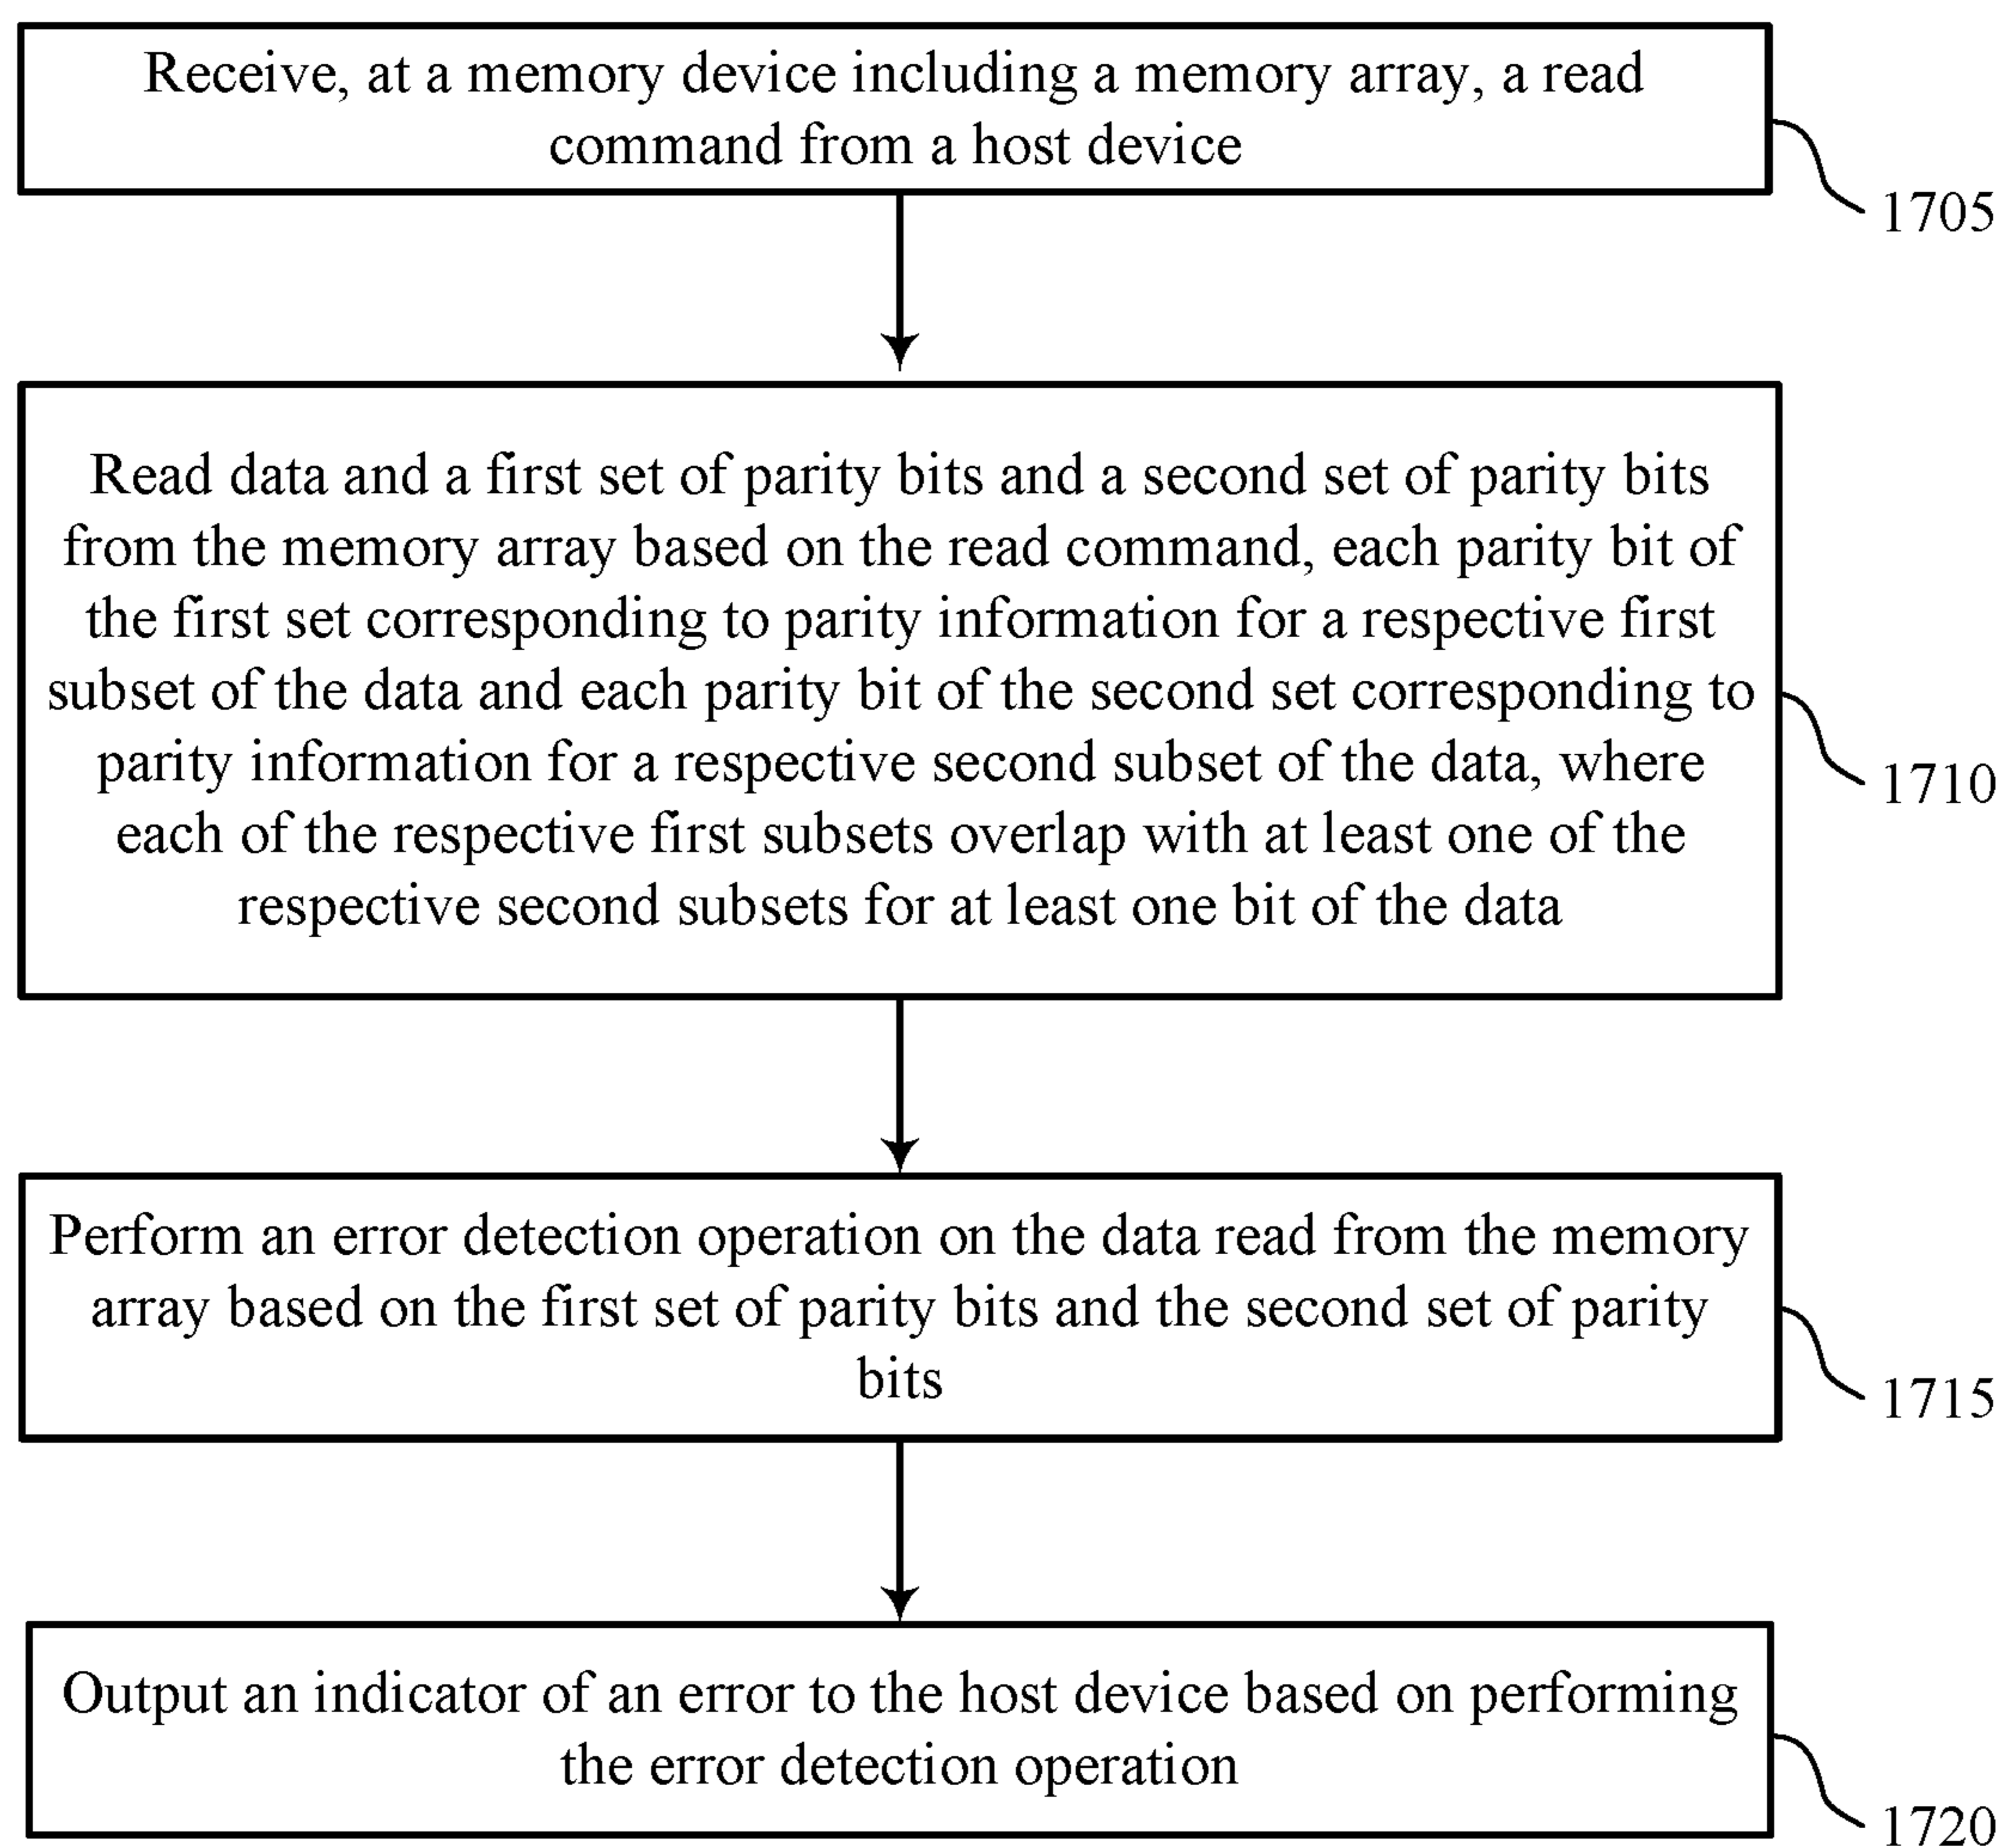 Receive, at a memory device including a memory array, a read
command from a host device
1705
Read data and a first set of parity bits and a second set of parity bits
from the memory array based on the read command, each parity bit of
the first set corresponding to parity information for a respective first
subset of the data and each parity bit of the second set corresponding to
parity information for a respective second subset of the data, where
each of the respective first subsets overlap with at least one of the
respective second subsets for at least one bit of the data
1710
Perform an error detection operation on the data read from the memory
array based on the first set of parity bits and the second set of parity
bits
1715
Output an indicator of an error to the host device based on performing
the error detection operation
1720